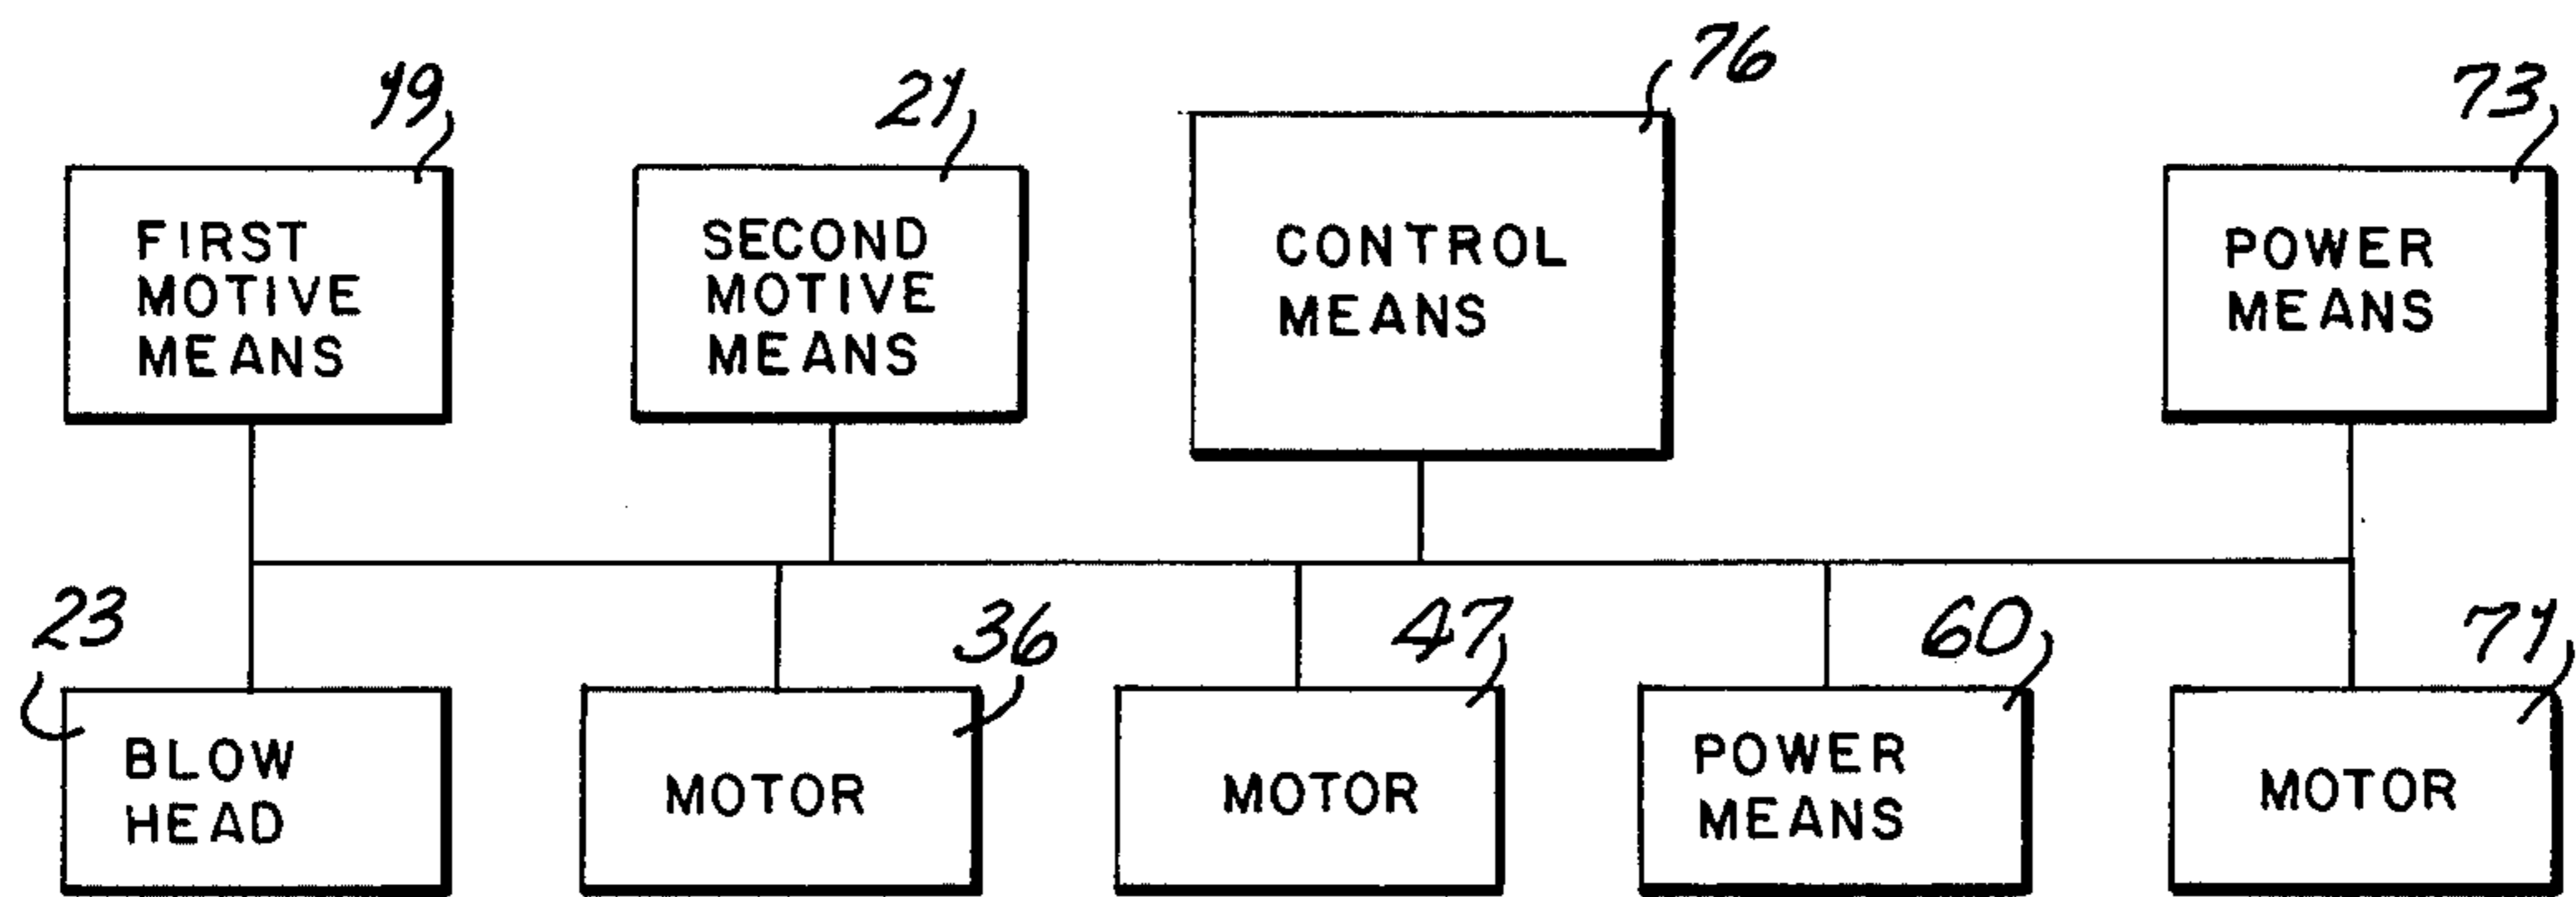 19
21
76
73
FIRST
MOTIVE
MEANS
SECOND
MOTIVE
MEANS
CONTROL
MEANS
POWER
MEANS
23
36
47
60
71
BLOW
HEAD
MOTOR
MOTOR
POWER
MEANS
MOTOR